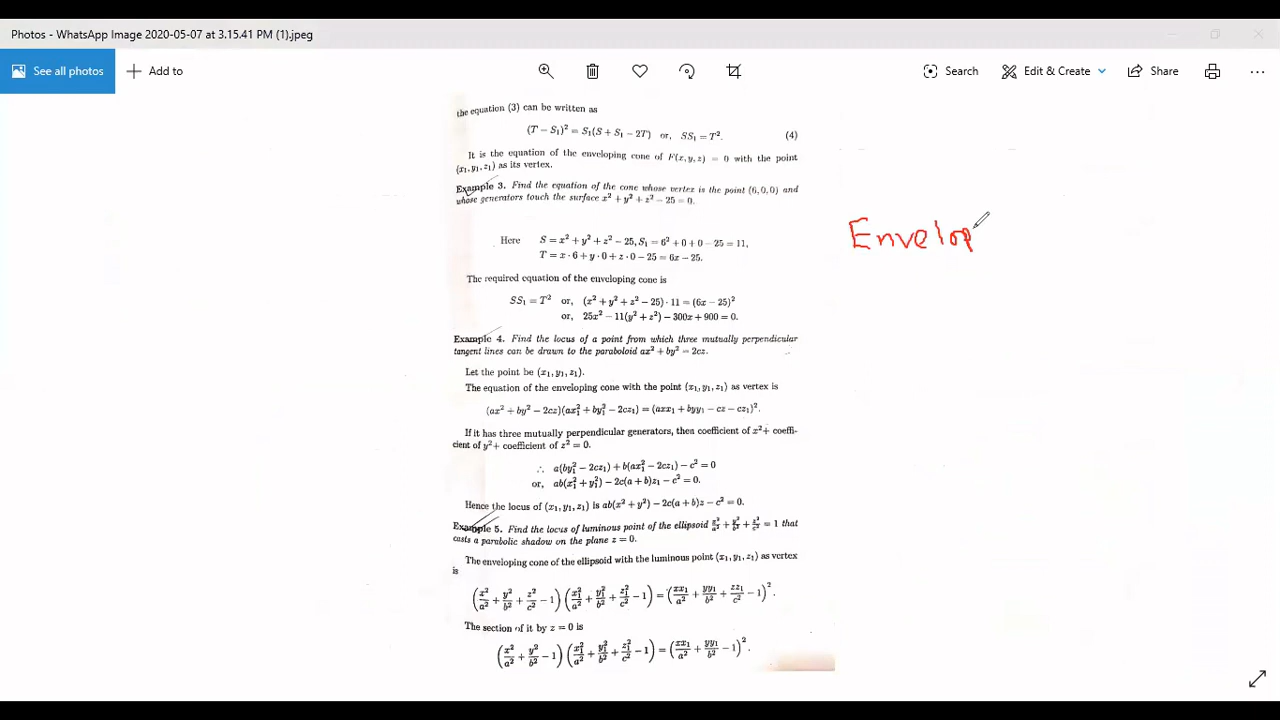 Photos - WhatsApp Image 2020-05-07 at 3.15.41 PM (1).jpeg
See all photos
Add to
Search
Edit & Create
Share
the equation (3) can be written as
(T − S₁)² = S₁(S + S₁ − 2T) or, SS₁ = T². (4)
It is the equation of the enveloping cone of F(x, y, z) = 0 with the point
(x₁, y₁, z₁) as its vertex.
Example 3. Find the equation of the cone whose vertex is the point (6, 0, 0) and
whose generators touch the surface x² + y² + z² − 25 = 0.
Here S = x² + y² + z² − 25, S₁ = 6² + 0 + 0 − 25 = 11,
T = x · 6 + y · 0 + z · 0 − 25 = 6x − 25.
The required equation of the enveloping cone is
SS₁ = T² or, (x² + y² + z² − 25) · 11 = (6x − 25)²
or, 25x² − 11(y² + z²) − 300x + 900 = 0.
Example 4. Find the locus of a point from which three mutually perpendicular
tangent lines can be drawn to the paraboloid ax² + by² = 2cz.
Let the point be (x₁, y₁, z₁).
The equation of the enveloping cone with the point (x₁, y₁, z₁) as vertex is
(ax² + by² − 2cz)(ax₁² + by₁² − 2cz₁) = (axx₁ + byy₁ − cz − cz₁)².
If it has three mutually perpendicular generators, then coefficient of x²+ coeffi-
cient of y²+ coefficient of z² = 0.
∴ a(by₁² − 2cz₁) + b(ax₁² − 2cz₁) − c² = 0
or, ab(x₁² + y₁²) − 2c(a + b)z₁ − c² = 0.
Hence the locus of (x₁, y₁, z₁) is ab(x² + y²) − 2c(a + b)z − c² = 0.
Example 5. Find the locus of luminous point of the ellipsoid x²/a² + y²/b² + z²/c² = 1 that
casts a parabolic shadow on the plane z = 0.
The enveloping cone of the ellipsoid with the luminous point (x₁, y₁, z₁) as vertex
is
(x²/a² + y²/b² + z²/c² − 1)(x₁²/a² + y₁²/b² + z₁²/c² − 1) = (xx₁/a² + yy₁/b² + zz₁/c² − 1)².
The section of it by z = 0 is
(x²/a² + y²/b² − 1)(x₁²/a² + y₁²/b² + z₁²/c² − 1) = (xx₁/a² + yy₁/b² − 1)².
Envelop